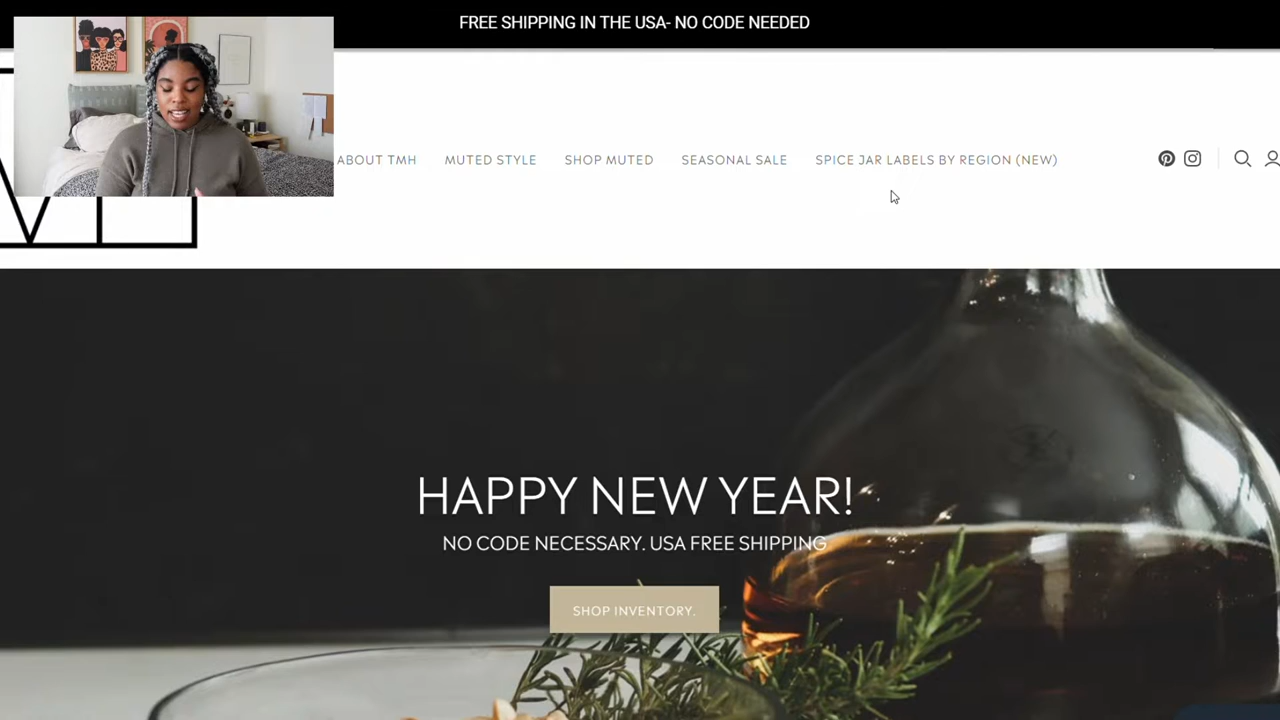 FREE SHIPPING IN THE USA- NO CODE NEEDED
ABOUT TMH MUTED STYLE SHOP MUTED SEASONAL SALE SPICE JAR LABELS BY REGION (NEW)
HAPPY NEW YEAR!
NO CODE NECESSARY. USA FREE SHIPPING
SHOP INVENTORY.